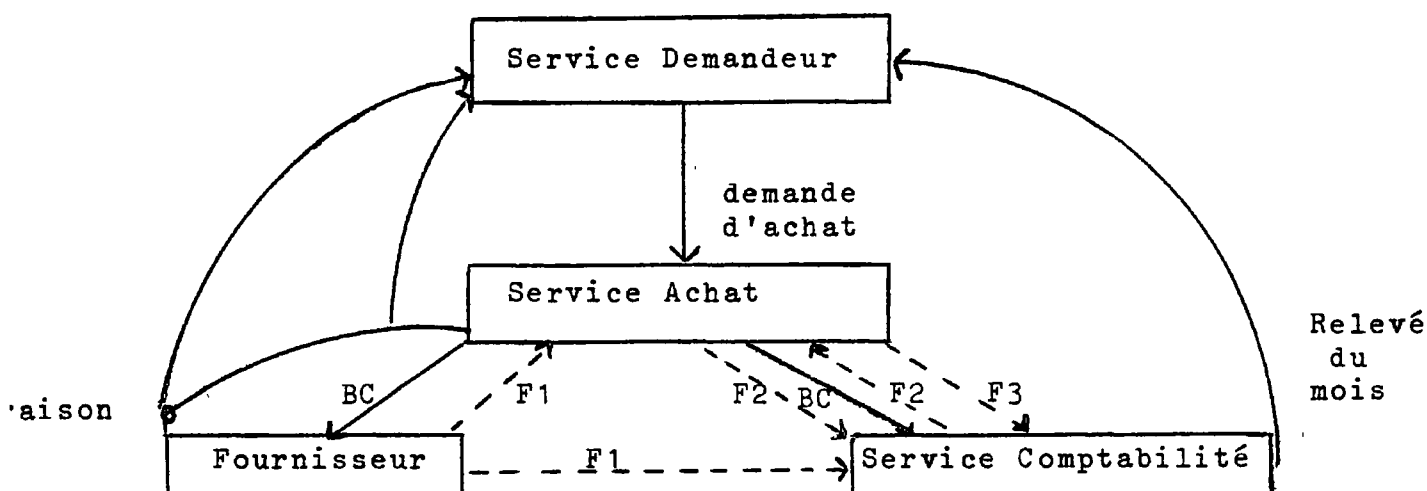 Service Demandeur
demande
d'achat
Service Achat
Relevé
du
mois
'aison
BC
F1
F2
BC
F2
F3
Fournisseur
F1
Service Comptabilité